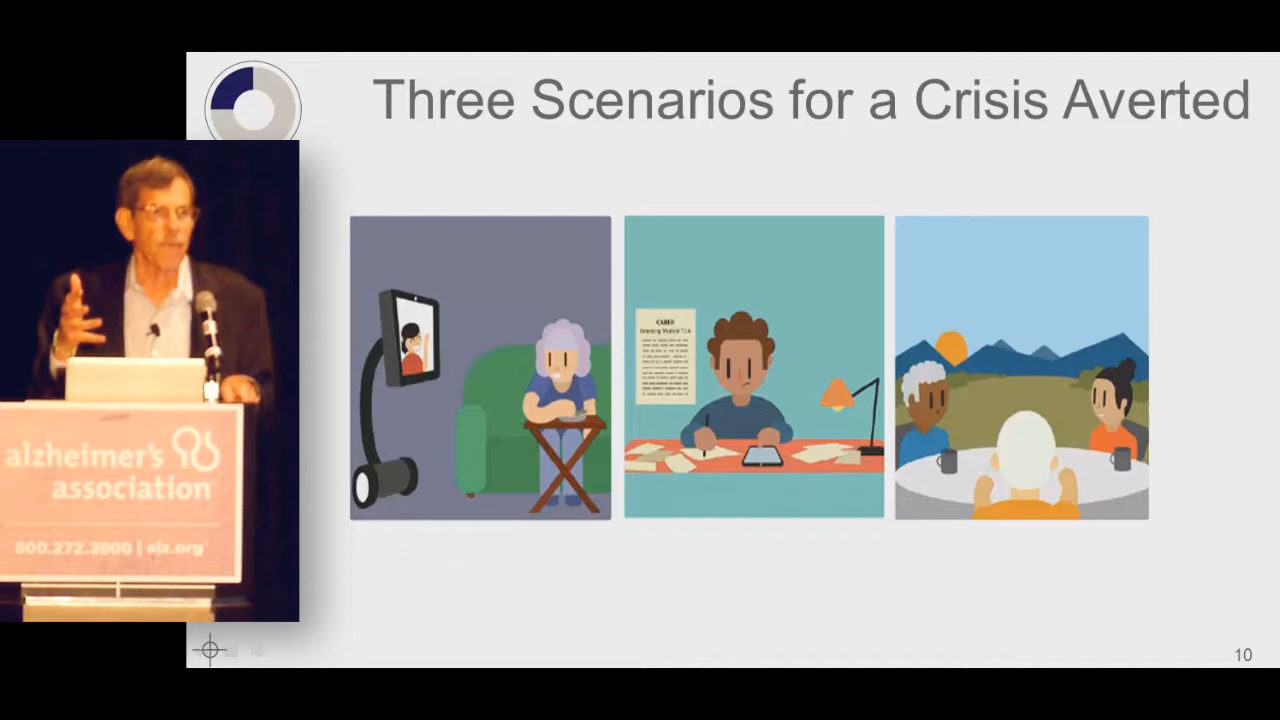 Three Scenarios for a Crisis Averted
CARER
alzheimer's
association
800.272.3900 | alz.org
10